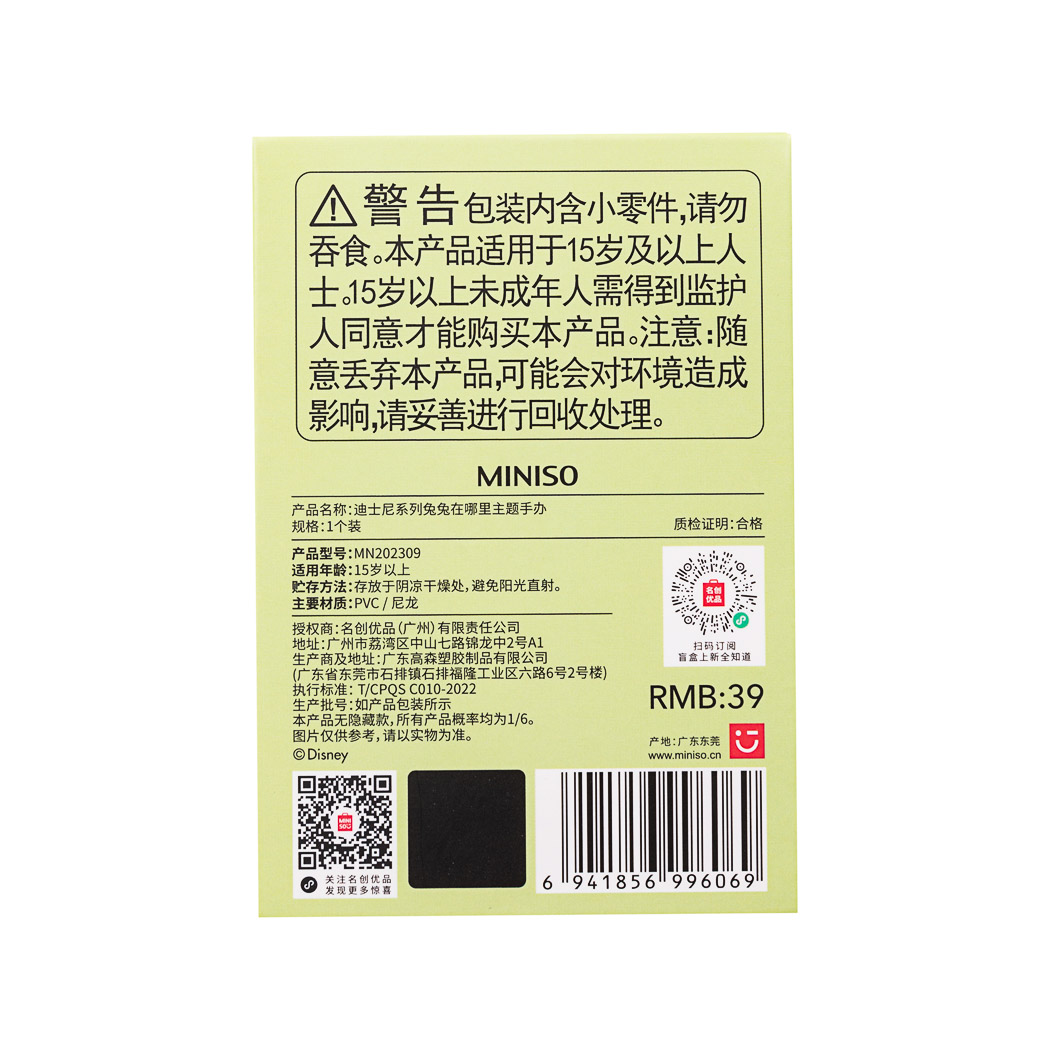 警告 包装内含小零件,请勿
吞食。本产品适用于15岁及以上人
士。15岁以上未成年人需得到监护
人同意才能购买本产品。注意:随
意丢弃本产品,可能会对环境造成
影响,请妥善进行回收处理。
MINISO
产品名称:迪士尼系列兔兔在哪里主题手办
规格:1个装
质检证明:合格
产品型号:MN202309
适用年龄:15岁以上
贮存方法:存放于阴凉干燥处,避免阳光直射。
主要材质:PVC / 尼龙
名创
优品
扫码订阅
盲盒上新全知道
授权商:名创优品(广州)有限责任公司
地址:广州市荔湾区中山七路锦龙中2号A1
生产商及地址:广东高森塑胶制品有限公司
(广东省东莞市石排镇石排福隆工业区六路6号2号楼)
执行标准: T/CPQS C010-2022
生产批号:如产品包装所示
本产品无隐藏款,所有产品概率均为1/6。
图片仅供参考,请以实物为准。
©Disney
RMB:39
产地:广东东莞
www.miniso.cn
MINI
SO
关注名创优品
发现更多惊喜
6 941856 996069